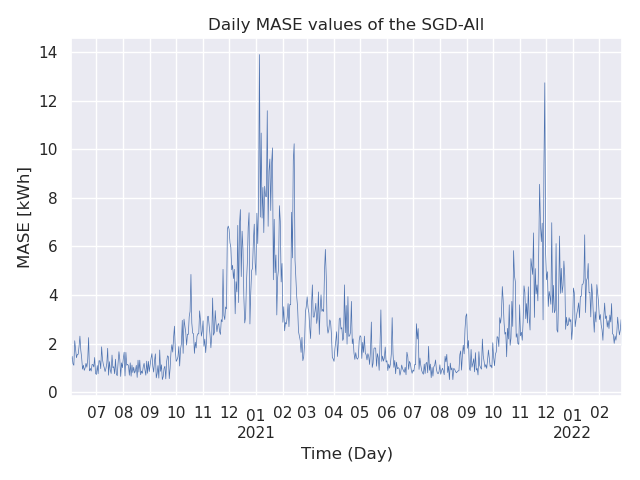 Daily MASE values of the SGD-All
MASE [kWh]
14
12
10
8
6
4
2
0
07 08 09 10 11 12 01 02 03 04 05 06 07 08 09 10 11 12 01 02
2021 2022
Time (Day)